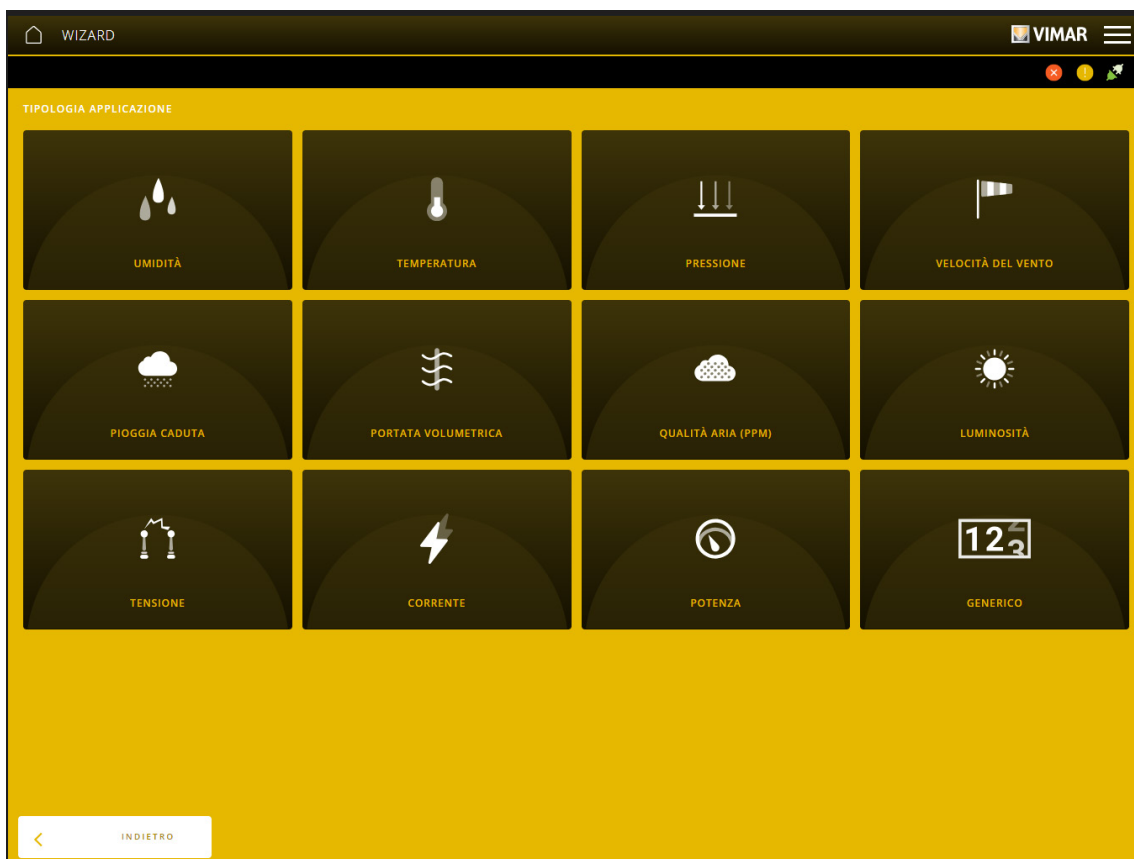 WIZARD
VIMAR
TIPOLOGIA APPLICAZIONE
UMIDITÀ
TEMPERATURA
PRESSIONE
VELOCITÀ DEL VENTO
PIOGGIA CADUTA
PORTATA VOLUMETRICA
QUALITÀ ARIA (PPM)
LUMINOSITÀ
123
TENSIONE
CORRENTE
POTENZA
GENERICO
INDIETRO